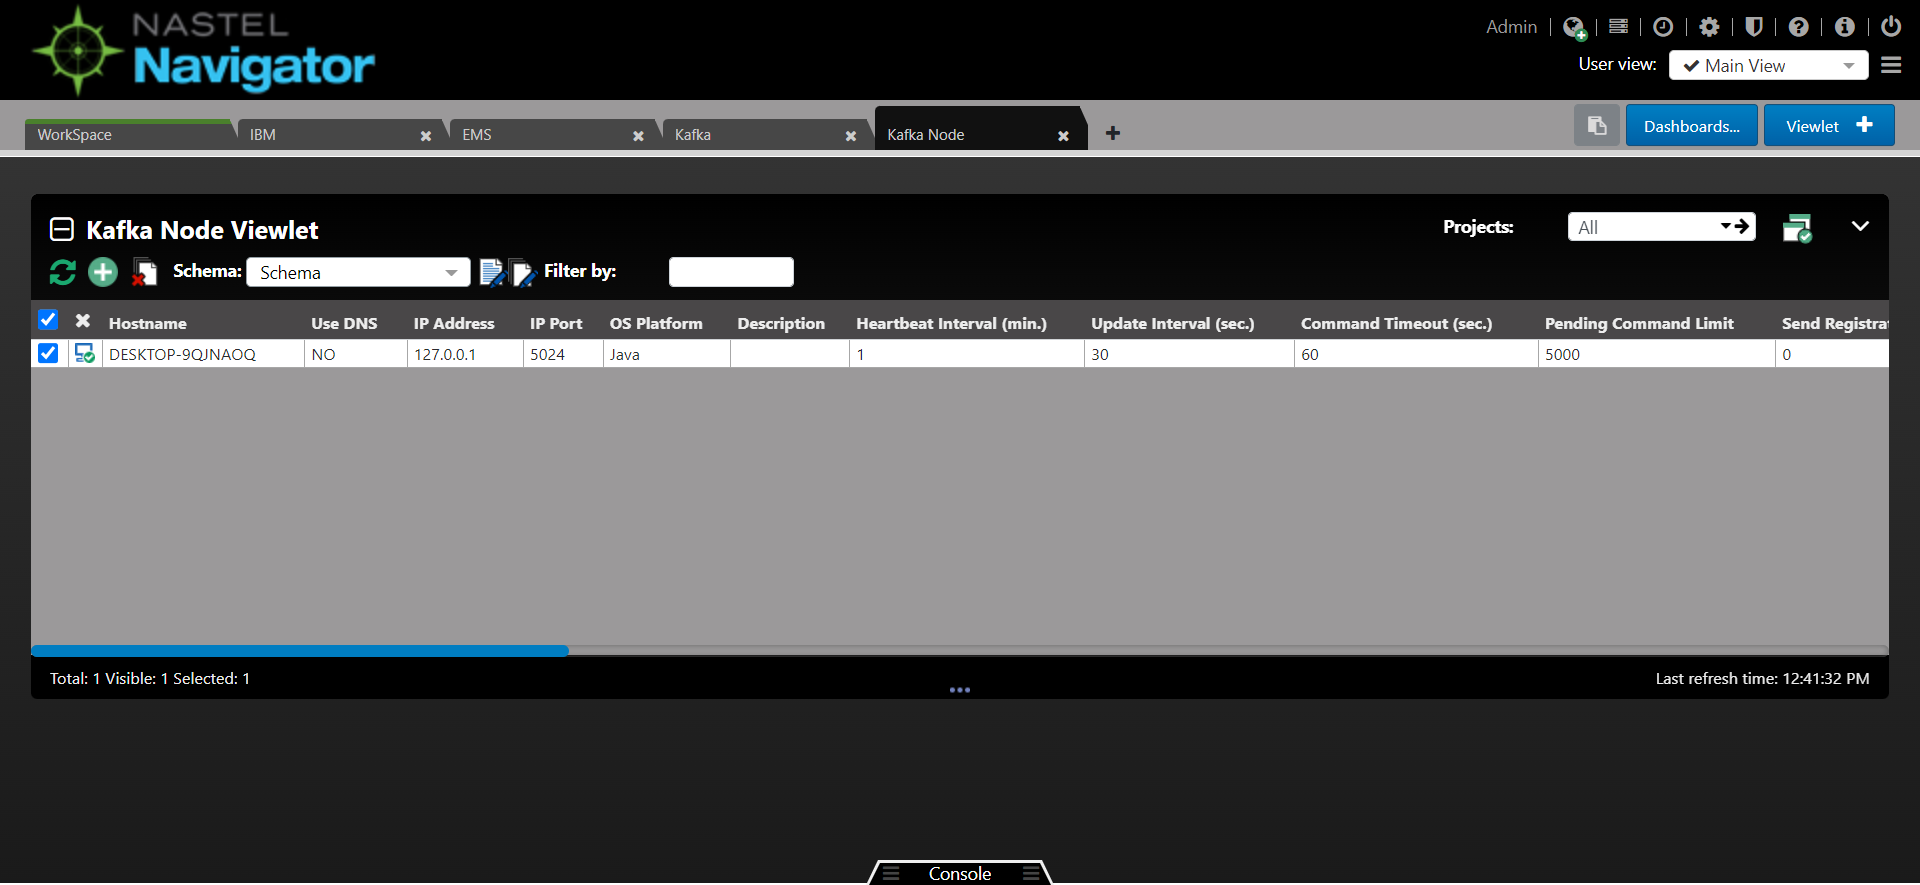 NASTEL
Navigator
Admin
User view: Main View
WorkSpace IBM EMS Kafka Kafka Node
Dashboards... Viewlet
Kafka Node Viewlet
Projects: All
Schema: Schema Filter by:
Hostname Use DNS IP Address IP Port OS Platform Description Heartbeat Interval (min.) Update Interval (sec.) Command Timeout (sec.) Pending Command Limit Send Registrat
DESKTOP-9QJNAOQ NO 127.0.0.1 5024 Java 1 30 60 5000 0
Total: 1 Visible: 1 Selected: 1
Last refresh time: 12:41:32 PM
Console